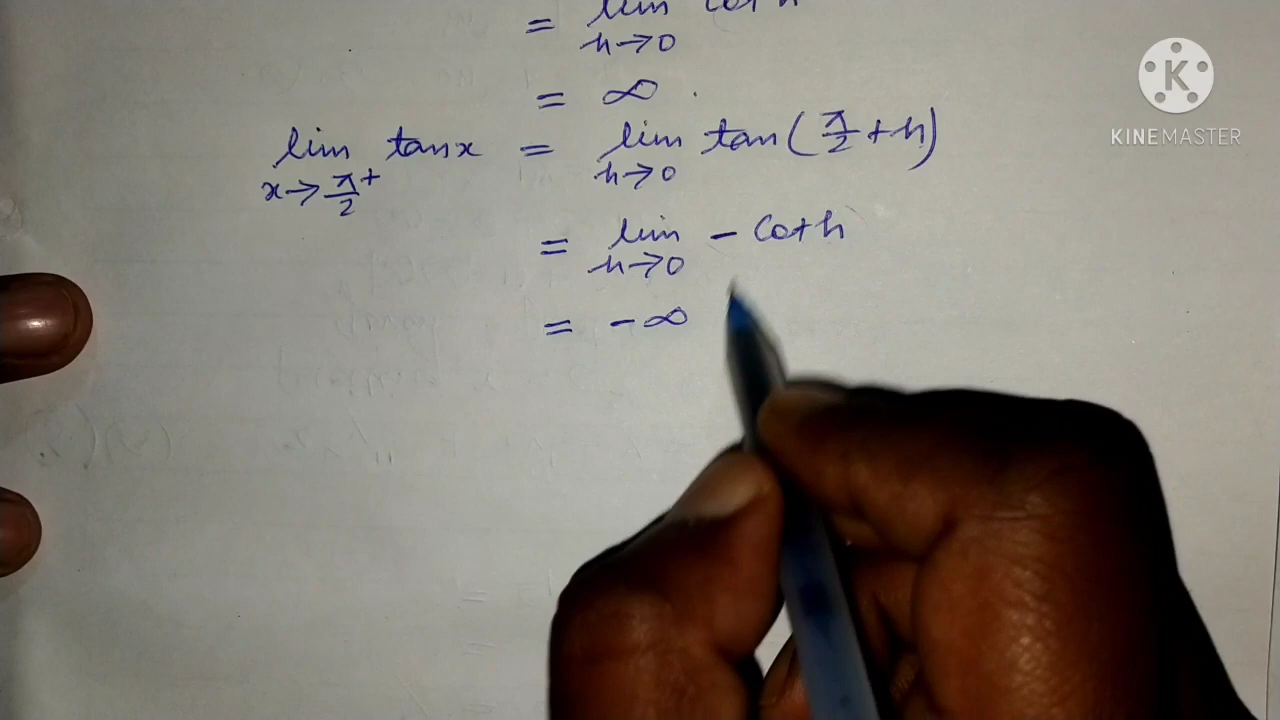 = lim cot h
h→0
= ∞ .
lim tan x = lim tan(π/2 + h)
x→π/2+ h→0
= lim - cot h
h→0
= -∞
K
KINEMASTER